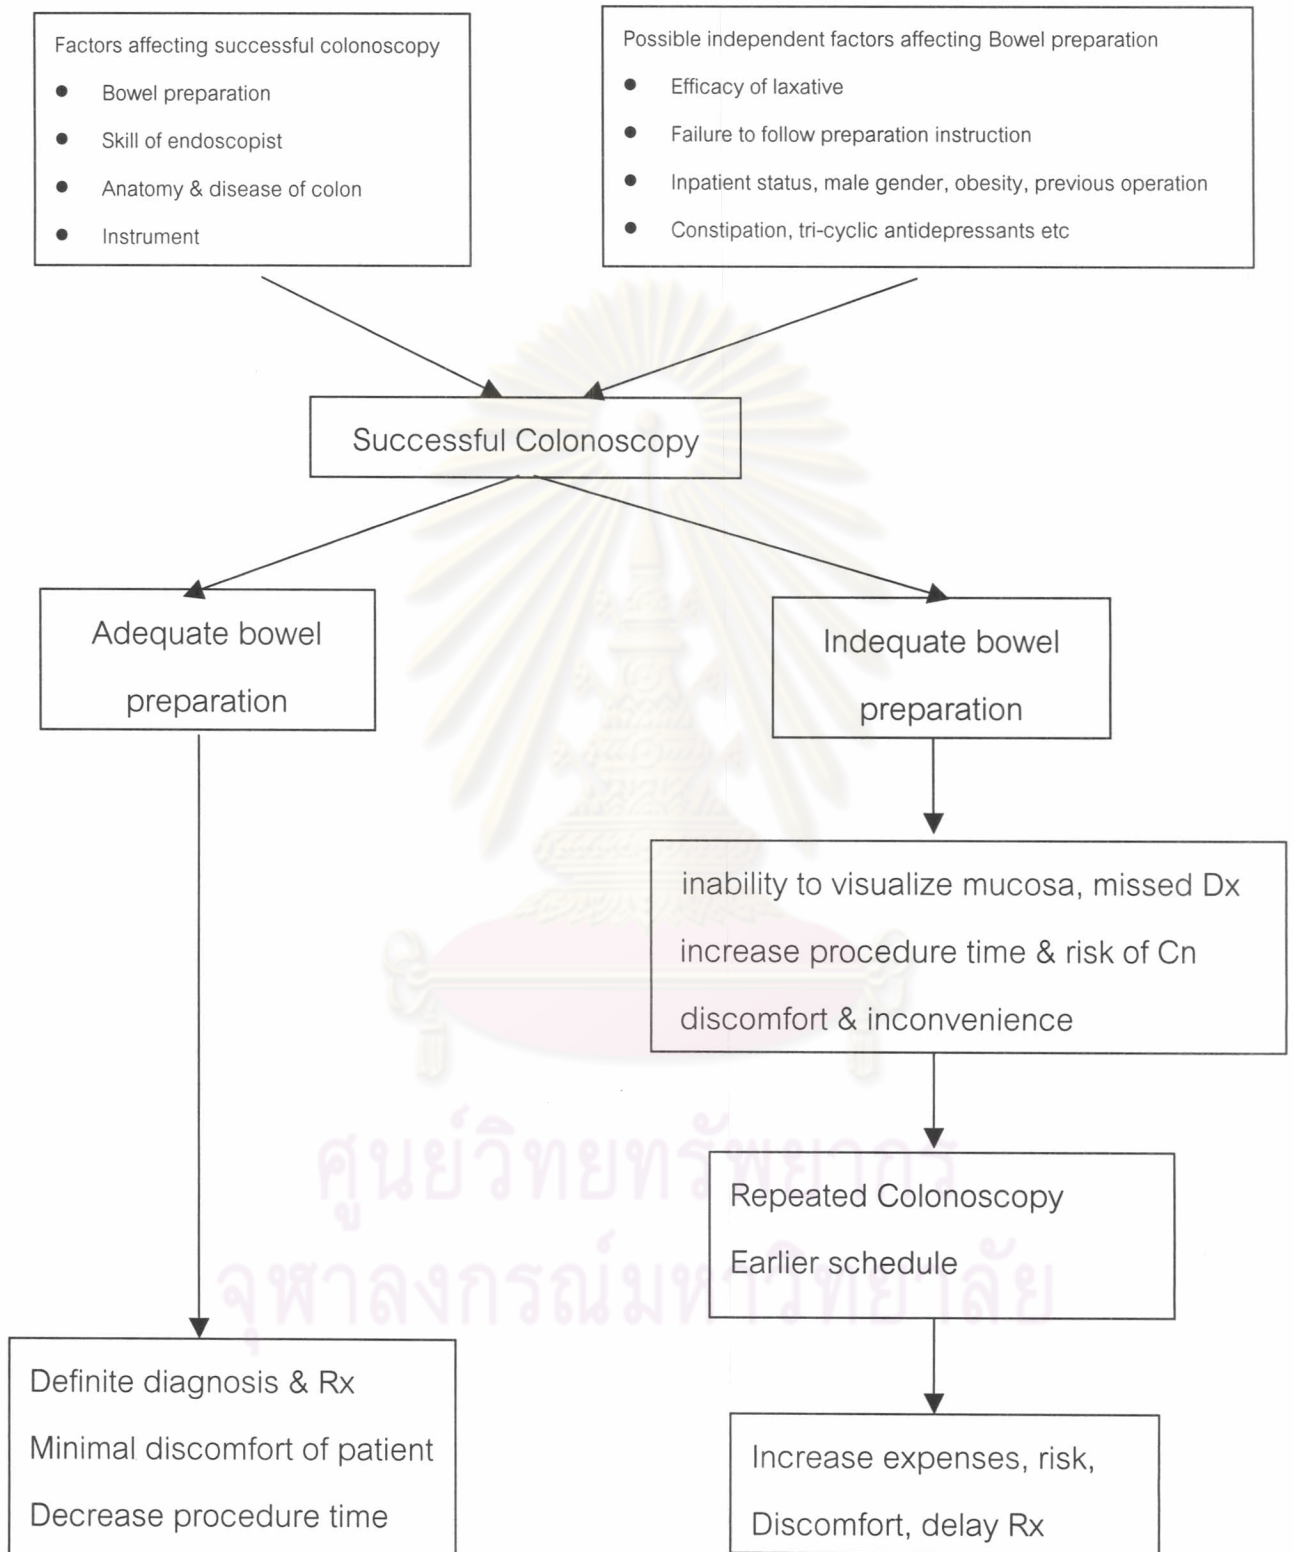 Factors affecting successful colonoscopy
● Bowel preparation
● Skill of endoscopist
● Anatomy & disease of colon
● Instrument
Possible independent factors affecting Bowel preparation
● Efficacy of laxative
● Failure to follow preparation instruction
● Inpatient status, male gender, obesity, previous operation
● Constipation, tri-cyclic antidepressants etc
Successful Colonoscopy
Adequate bowel
preparation
Indequate bowel
preparation
inability to visualize mucosa, missed Dx
increase procedure time & risk of Cn
discomfort & inconvenience
Repeated Colonoscopy
Earlier schedule
Definite diagnosis & Rx
Minimal discomfort of patient
Decrease procedure time
Increase expenses, risk,
Discomfort, delay Rx
ศูนย์วิทยทรัพยากร
จุฬาลงกรณ์มหาวิทยาลัย